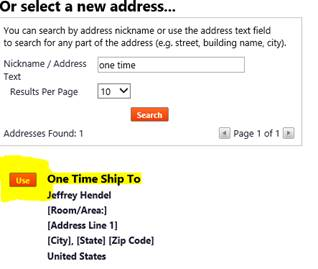 Or select a new address...
You can search by address nickname or use the address text field
to search for any part of the address (e.g. street, building name, city).
Nickname / Address Text one time
Results Per Page 10
Search
Addresses Found: 1 Page 1 of 1
Use One Time Ship To
Jeffrey Hendel
[Room/Area:]
[Address Line 1]
[City], [State] [Zip Code]
United States